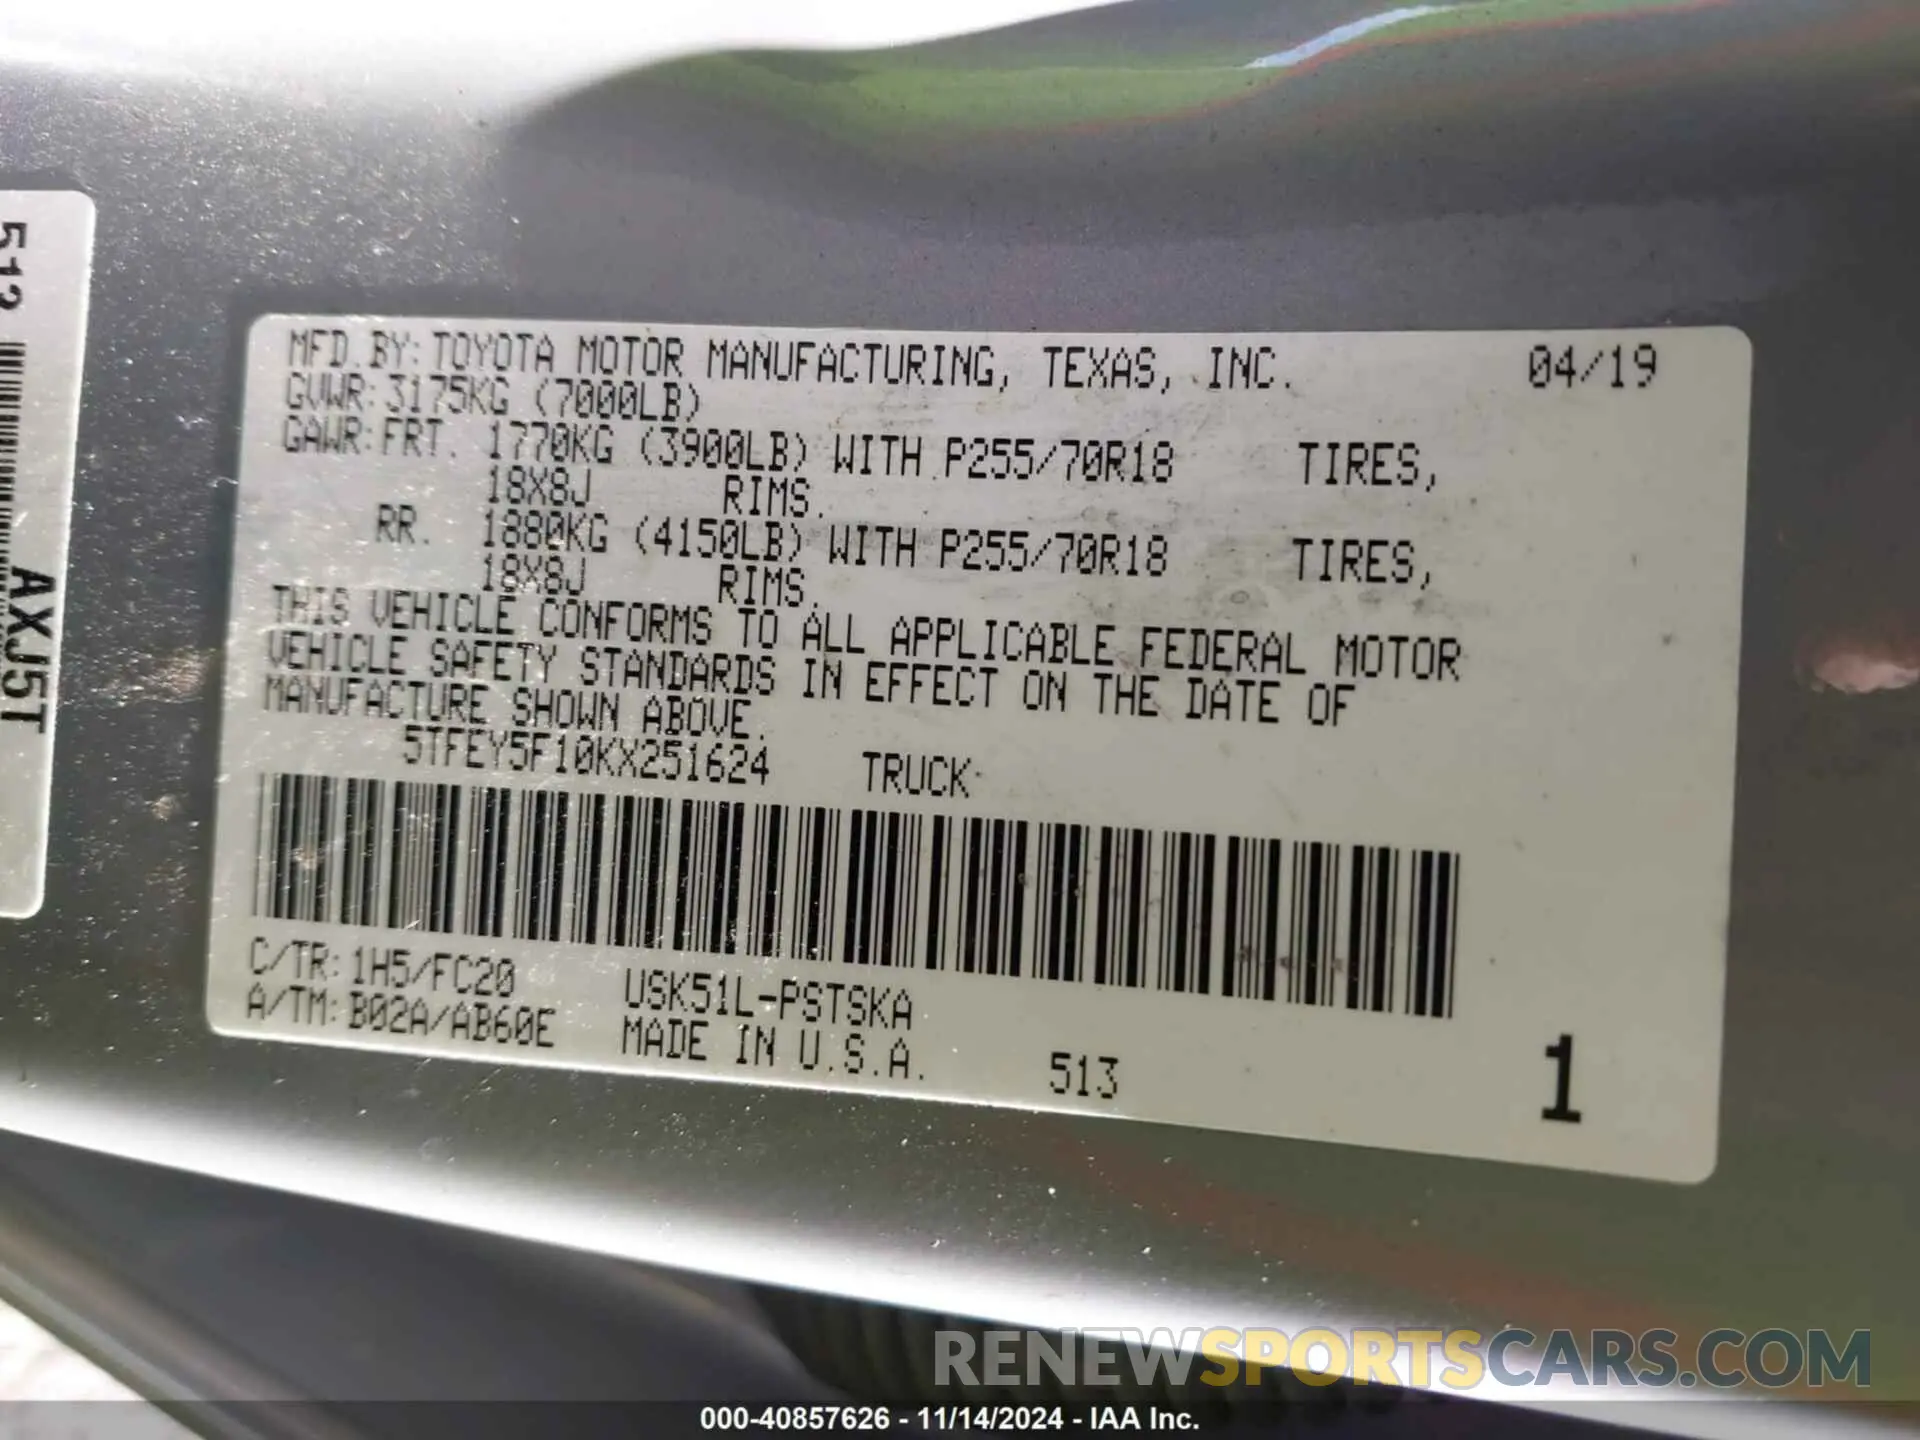 512
AXJ5T
MFD.BY:TOYOTA MOTOR MANUFACTURING, TEXAS, INC. 04/19
GVWR:3175KG (7000LB)
GAWR:FRT. 1770KG (3900LB) WITH P255/70R18 TIRES,
18X8J RIMS.
RR. 1880KG (4150LB) WITH P255/70R18 TIRES,
18X8J RIMS.
THIS VEHICLE CONFORMS TO ALL APPLICABLE FEDERAL MOTOR
VEHICLE SAFETY STANDARDS IN EFFECT ON THE DATE OF
MANUFACTURE SHOWN ABOVE.
5TFEY5F10KX251624 TRUCK
C/TR:1H5/FC20 USK51L-PSTSKA
A/TM:B02A/AB60E MADE IN U.S.A. 513
1
RENEWSPORTSCARS.COM
000-40857626 - 11/14/2024 - IAA Inc.